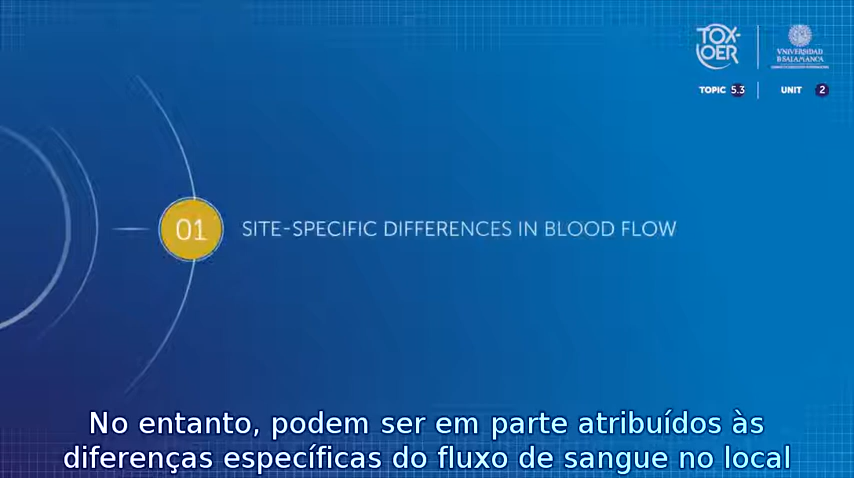 TOX-
OER
VNIVERSIDAD
D SALAMANCA
TOPIC 5.3
UNIT 2
01 SITE-SPECIFIC DIFFERENCES IN BLOOD FLOW
No entanto, podem ser em parte atribuídos às
diferenças específicas do fluxo de sangue no local